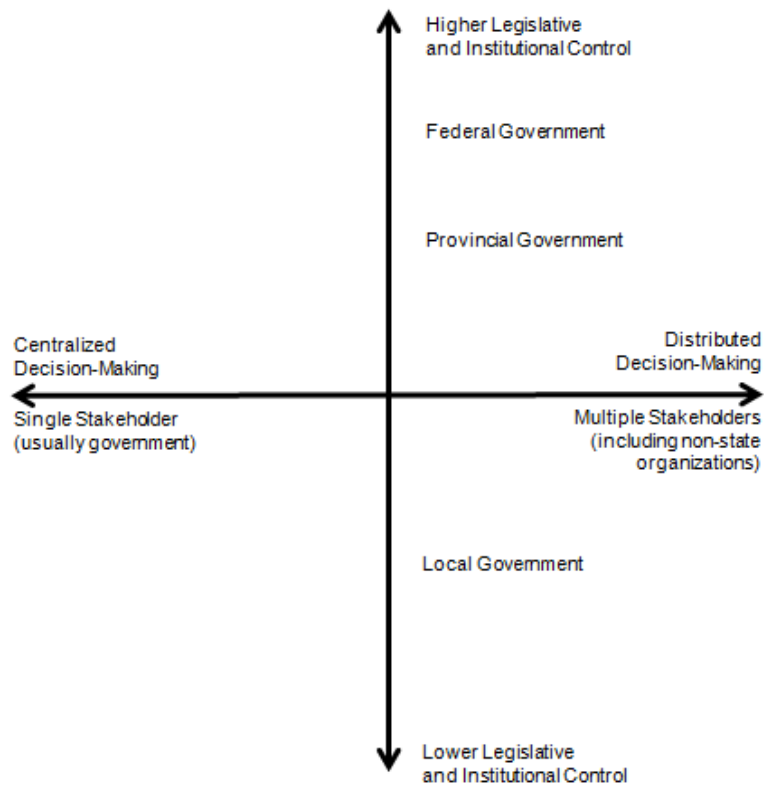 Higher Legislative
and Institutional Control
Federal Government
Provincial Government
Centralized
Decision-Making
Distributed
Decision-Making
Single Stakeholder
(usually government)
Multiple Stakeholders
(including non-state
organizations)
Local Government
Lower Legislative
and Institutional Control